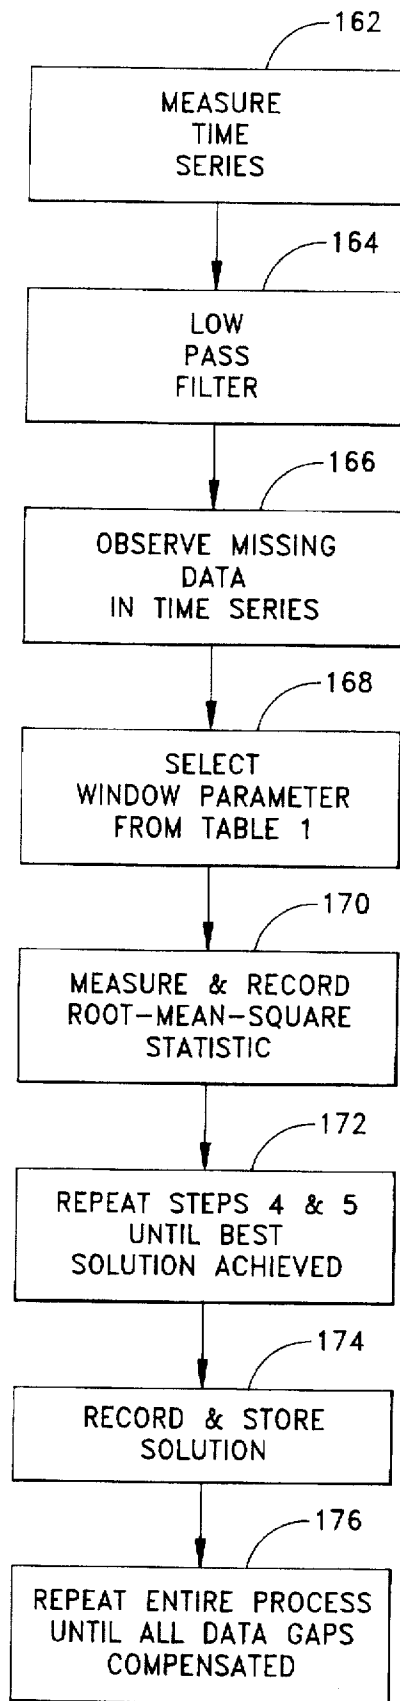 162
MEASURE
TIME
SERIES
164
LOW
PASS
FILTER
166
OBSERVE MISSING
DATA
IN TIME SERIES
168
SELECT
WINDOW PARAMETER
FROM TABLE 1
170
MEASURE & RECORD
ROOT-MEAN-SQUARE
STATISTIC
172
REPEAT STEPS 4 & 5
UNTIL BEST
SOLUTION ACHIEVED
174
RECORD & STORE
SOLUTION
176
REPEAT ENTIRE PROCESS
UNTIL ALL DATA GAPS
COMPENSATED